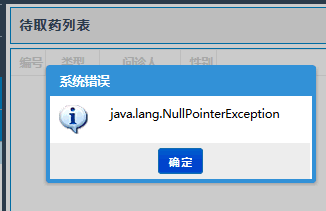 待取药列表
编号 类型 问诊人 性别
系统错误
java.lang.NullPointerException
确定